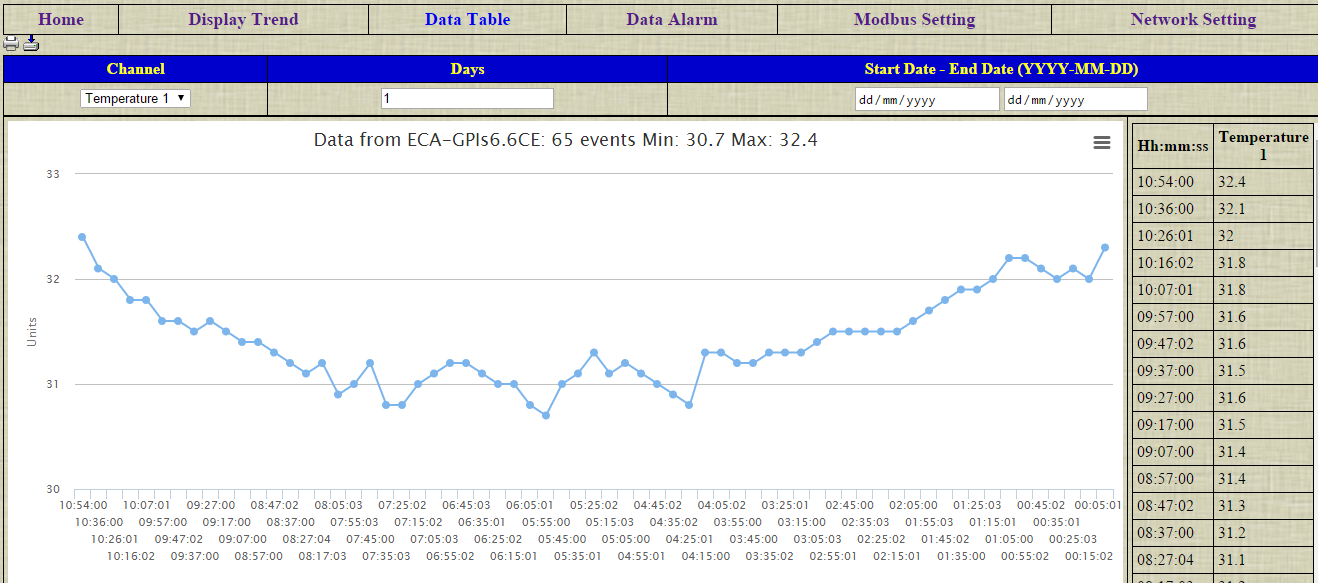 Home Display Trend Data Table Data Alarm Modbus Setting Network Setting
Channel Days Start Date - End Date (YYYY-MM-DD)
Temperature 1 1 dd/mm/yyyy dd/mm/yyyy
Data from ECA-GPIs6.6CE: 65 events Min: 30.7 Max: 32.4
33
32
31
30
Units
10:54:00 10:07:01 09:27:00 08:47:02 08:05:03 07:25:02 06:45:03 06:05:01 05:25:02 04:45:02 04:05:02 03:25:03 02:45:00 02:05:00 01:25:03 00:45:02 00:05:01
10:36:00 09:57:00 09:17:00 08:37:00 07:55:03 07:15:02 06:35:01 05:55:00 05:15:03 04:35:02 03:55:00 03:15:00 02:35:03 01:55:03 01:15:01 00:35:01
10:26:01 09:47:02 09:07:00 08:27:04 07:45:00 07:05:03 06:25:02 05:45:00 05:05:00 04:25:01 03:45:00 03:05:03 02:25:02 01:45:02 01:05:00 00:25:03
10:16:02 09:37:00 08:57:00 08:17:03 07:35:03 06:55:02 06:15:01 05:35:01 04:55:01 04:15:00 03:35:02 02:55:01 02:15:01 01:35:00 00:55:02 00:15:02
Hh:mm:ss Temperature
1
10:54:00 32.4
10:36:00 32.1
10:26:01 32
10:16:02 31.8
10:07:01 31.8
09:57:00 31.6
09:47:02 31.6
09:37:00 31.5
09:27:00 31.6
09:17:00 31.5
09:07:00 31.4
08:57:00 31.4
08:47:02 31.3
08:37:00 31.2
08:27:04 31.1